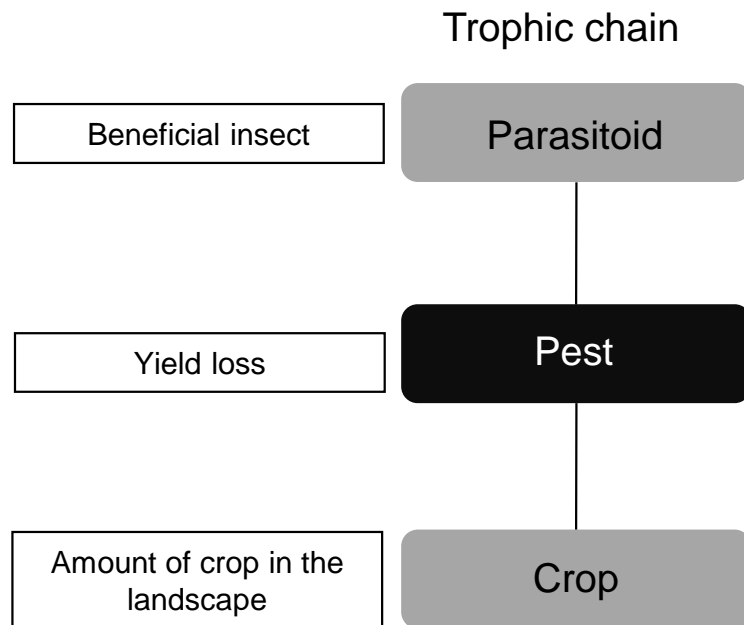 Trophic chain
Beneficial insect
Parasitoid
Yield loss
Pest
Amount of crop in the
landscape
Crop